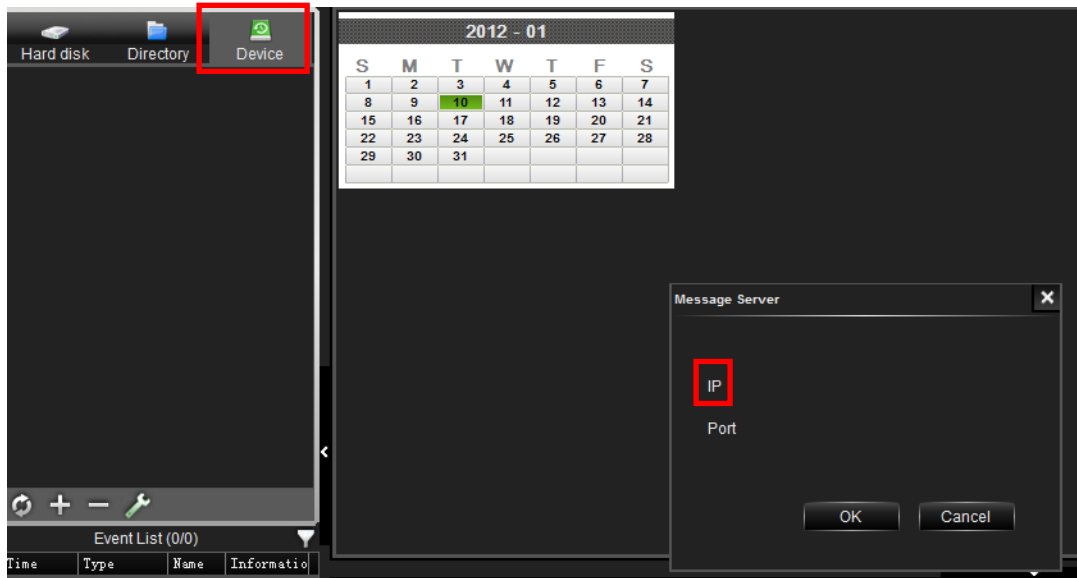 Hard disk Directory Device
2012 - 01
S M T W T F S
1 2 3 4 5 6 7
8 9 10 11 12 13 14
15 16 17 18 19 20 21
22 23 24 25 26 27 28
29 30 31
Message Server
IP
Port
OK Cancel
Event List (0/0)
Time Type Name Informatio